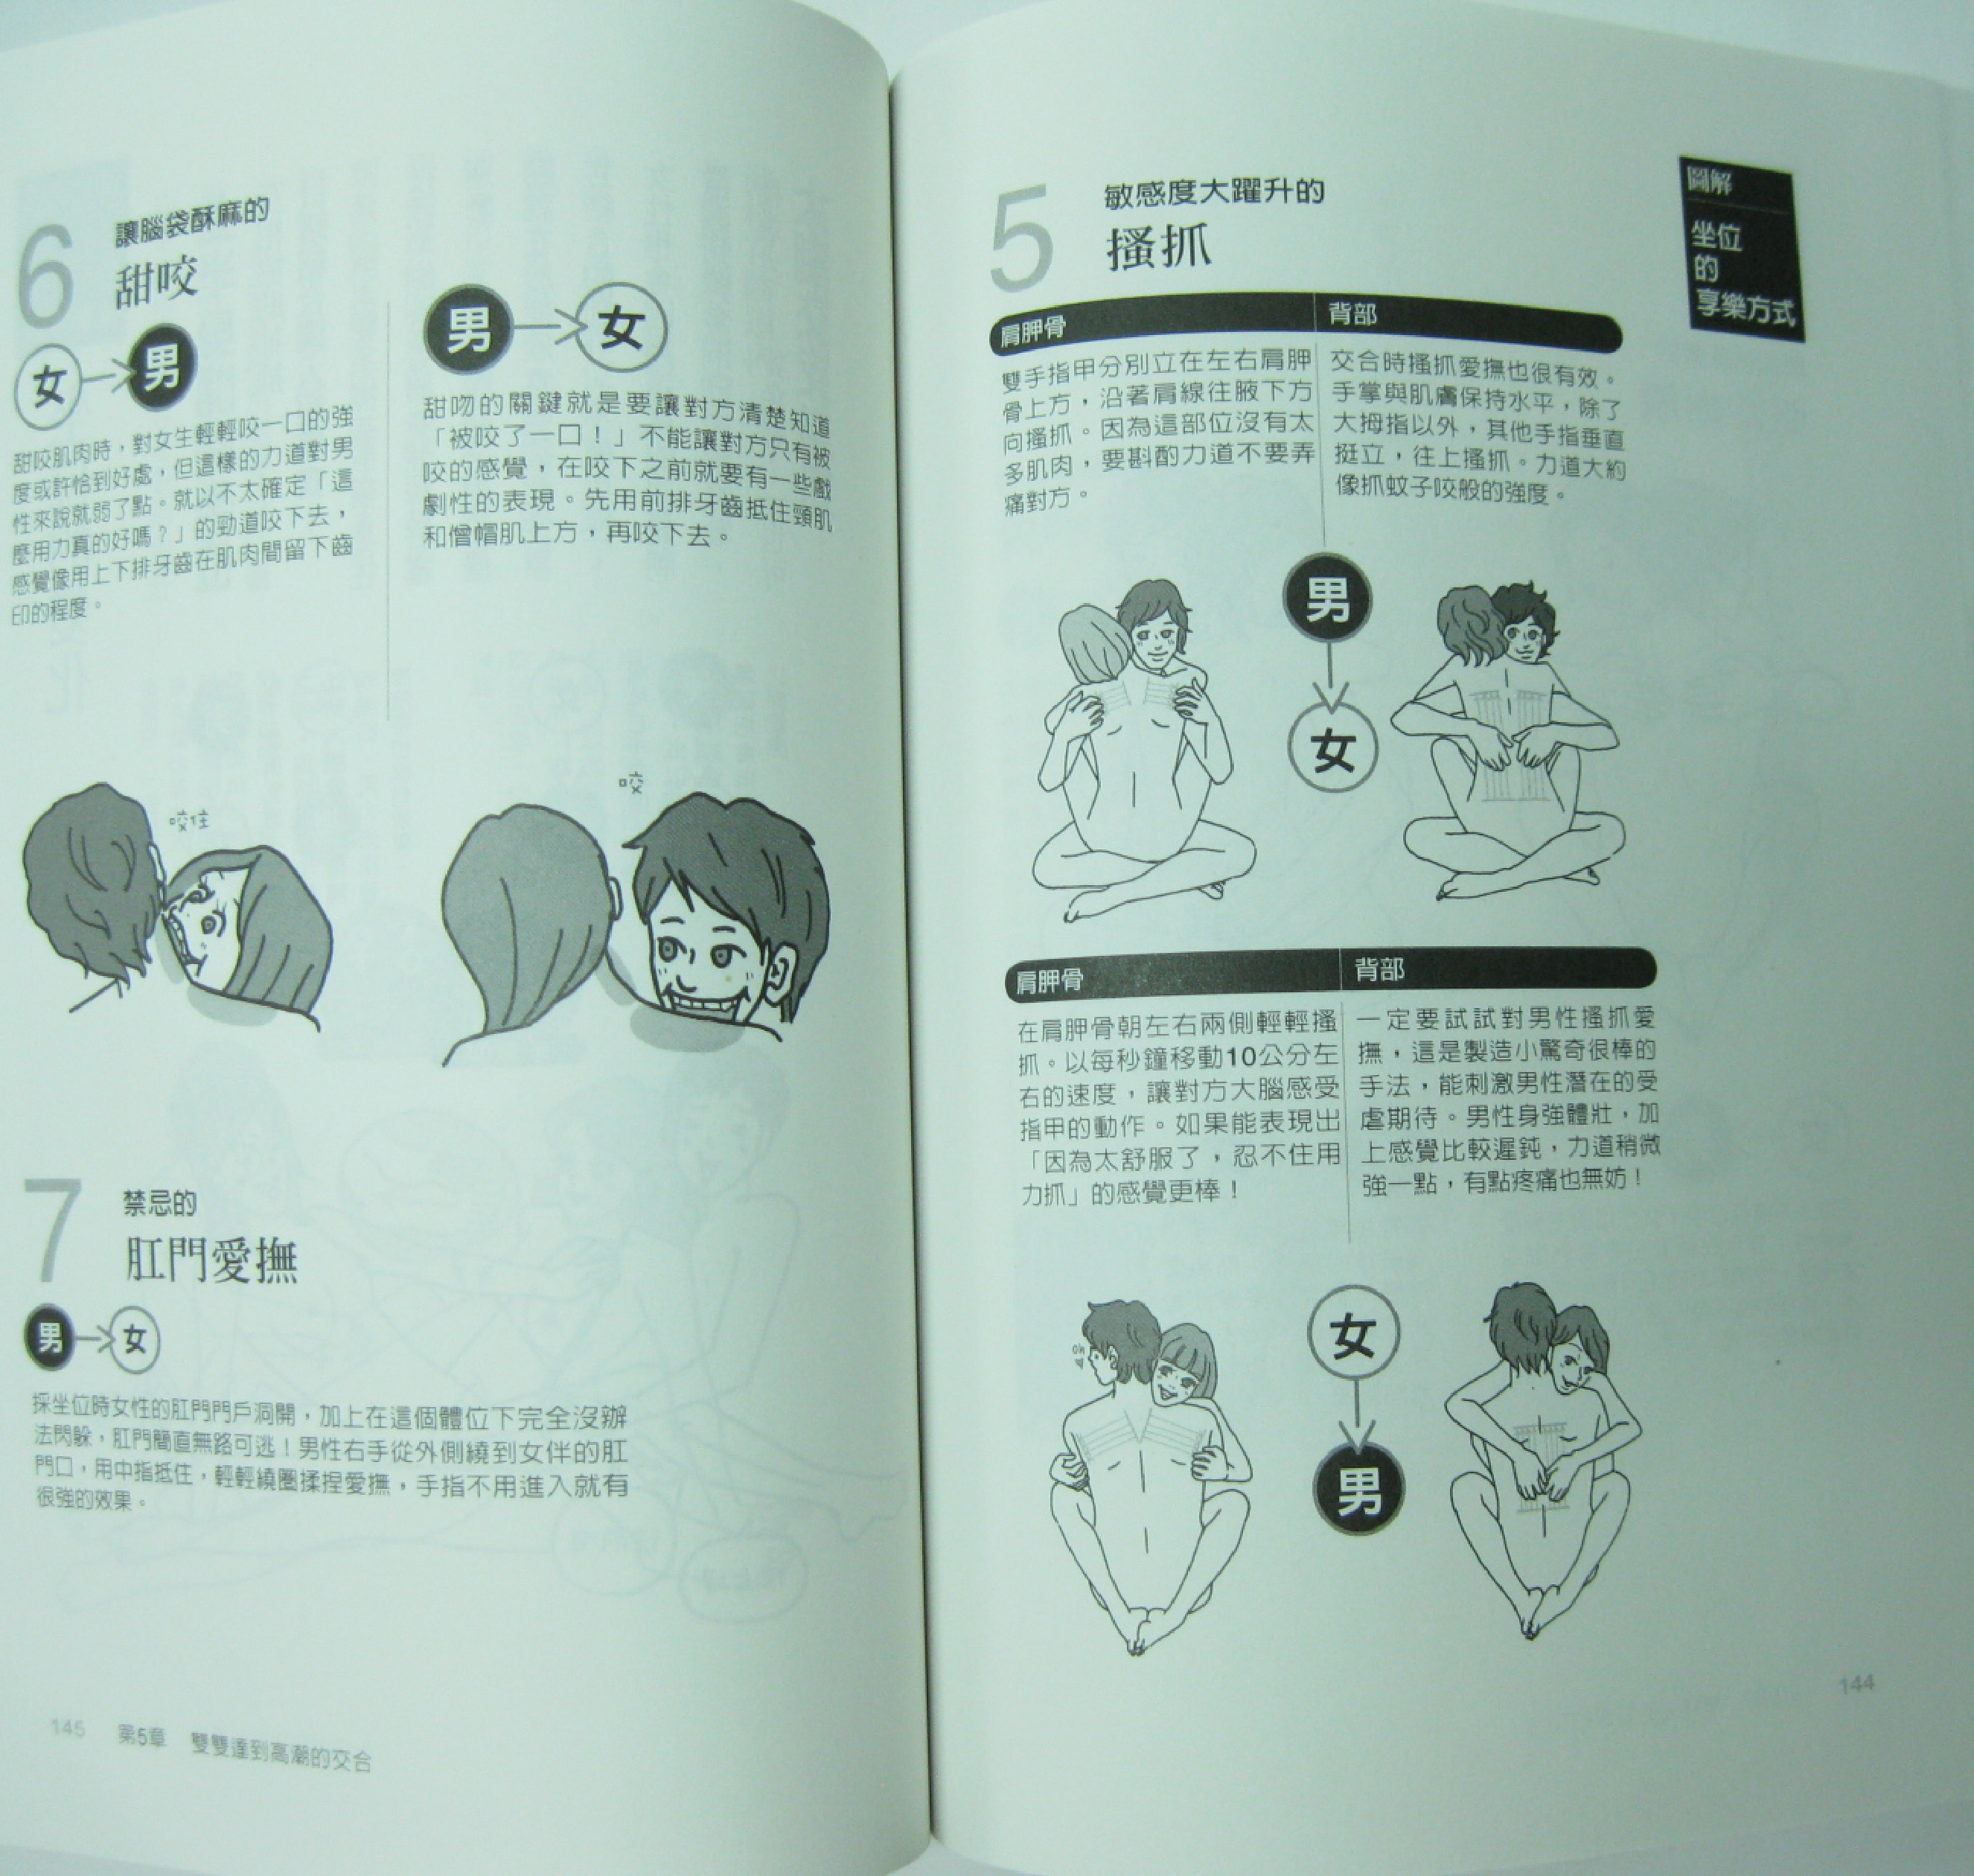 圖解
坐位
的
享樂方式
5
敏感度大躍升的
搔抓
肩胛骨
雙手指甲分別立在左右肩胛
骨上方，沿著肩線往腋下方
向搔抓。因為這部位沒有太
多肌肉，要斟酌力道不要弄
痛對方。
背部
交合時搔抓愛撫也很有效。
手掌與肌膚保持水平，除了
大拇指以外，其他手指垂直
挺立，往上搔抓。力道大約
像抓蚊子咬般的強度。
男
女
肩胛骨
在肩胛骨朝左右兩側輕輕搔
抓。以每秒鐘移動10公分左
右的速度，讓對方大腦感受
指甲的動作。如果能表現出
「因為太舒服了，忍不住用
力抓」的感覺更棒！
背部
一定要試試對男性搔抓愛
撫，這是製造小驚奇很棒的
手法，能刺激男性潛在的受
虐期待。男性身強體壯，加
上感覺比較遲鈍，力道稍微
強一點，有點疼痛也無妨！
女
男
oh
144
6
讓腦袋酥麻的
甜咬
男
女
甜吻的關鍵就是要讓對方清楚知道
「被咬了一口！」不能讓對方只有被
咬的感覺，在咬下之前就要有一些戲
劇性的表現。先用前排牙齒抵住頸肌
和僧帽肌上方，再咬下去。
咬
女
男
甜咬肌肉時，對女生輕輕咬一口的強
度或許恰到好處，但這樣的力道對男
性來說就弱了點。就以不太確定「這
麼用力真的好嗎？」的勁道咬下去，
感覺像用上下排牙齒在肌肉間留下齒
印的程度。
咬住
7
禁忌的
肛門愛撫
男
女
採坐位時女性的肛門門戶洞開，加上在這個體位下完全沒辦
法閃躲，肛門簡直無路可逃！男性右手從外側繞到女伴的肛
門口，用中指抵住，輕輕繞圈揉捏愛撫，手指不用進入就有
很強的效果。
145
第5章 雙雙達到高潮的交合